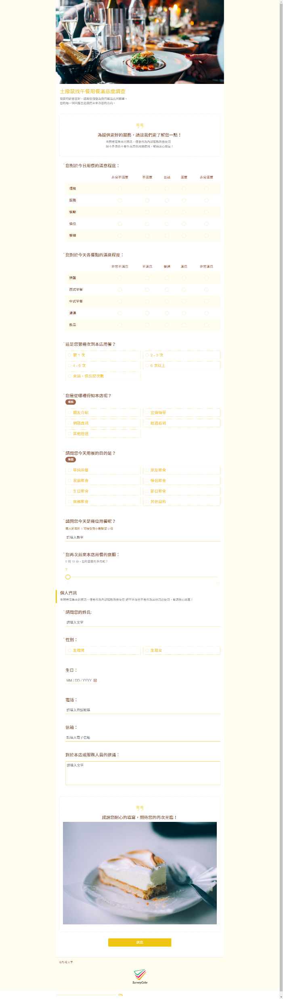 土撥鼠找午餐用餐滿意度調查
親愛的顧客您好，感謝您撥空為我們填寫此回饋單。
您的每一個回應皆是我們未來改善的方向。
為提供更好的服務，請讓我們更了解您一點！
本問卷蒐集來的資訊，僅會作為內部服務改善使用
絕不外洩也不會作為其他用途使用，敬請放心填寫！
* 您對於今日用餐的滿意程度：
非常不滿意 不滿意 普通 滿意 非常滿意
環境
服務
餐點
價位
整體
* 您對於今天各餐點的滿意程度：
非常不滿意 不滿意 普通 滿意 非常滿意
拼盤
西式早餐
中式早餐
濃湯
飲品
* 這是您第幾次到本店用餐？
第 1 次 2 - 3 次
4 - 6 次 6 次以上
來過，但忘記次數
* 您是從哪裡得知本店呢？
複選
親友介紹 宣傳傳單
網路資訊 經過看到
其他管道
* 請問您今天用餐的目的是？
複選
單純用餐 朋友聚會
家庭聚會 情侶聚會
生日聚會 節日聚會
商務聚會 其他目的
* 請問您今天是幾位用餐呢？
需大於等於 1 可接受到小數點第 0 位
請填入數字
* 您再次前來本店用餐的意願：
0 到 10 分，您的意願有多高呢？
?
0 10
個人資訊
本問卷蒐集來的資訊，僅會作為內部服務改善使用 絕不外洩也不會作為其他用途使用，敬請放心填寫！
* 請問您的姓氏:
請填入文字
* 性別：
生理男 生理女
生日：
MM / DD / YYYY
電話：
請填入電話號碼
信箱：
請填入電子信箱
對於本店或服務人員的建議：
請填入文字
感謝您耐心的填寫，期待您的再次光臨！
送出
隱私權文字
SurveyCake
0%